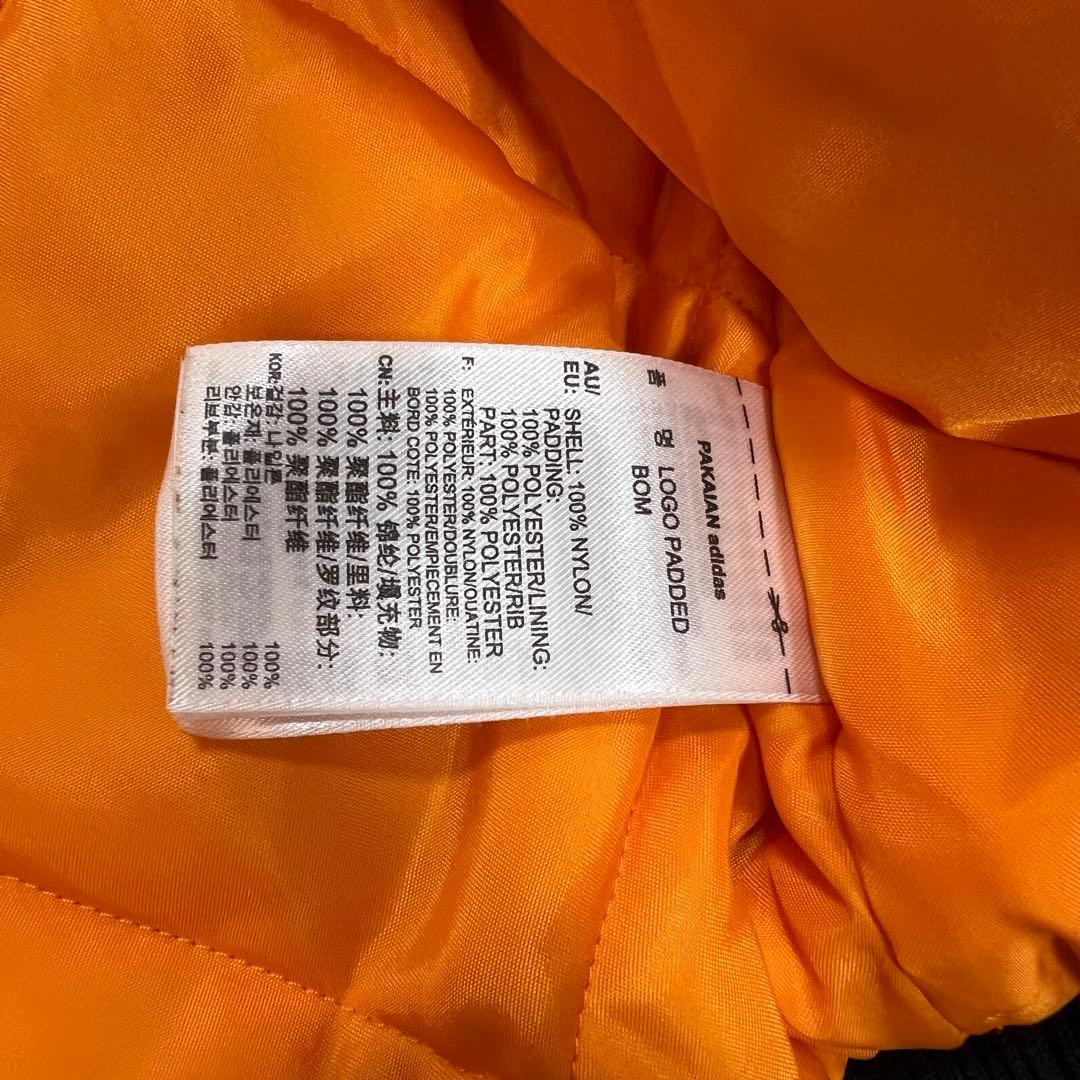 PAKAIAN adidas
품 명 LOGO PADDED
BOM
AU/
EU: SHELL: 100% NYLON/
PADDING:
100% POLYESTER/LINING:
100% POLYESTER/RIB
PART: 100% POLYESTER
F: EXTÉRIEUR: 100% NYLON/OUATINE:
100% POLYESTER/DOUBLURE:
100% POLYESTER/EMPIECEMENT EN
BORD COTE: 100% POLYESTER
CN: 主料: 100% 锦纶/填充物:
100% 聚酯纤维/里料:
100% 聚酯纤维/罗纹部分:
100% 聚酯纤维
KOR: 겉감: 나일론 100%
보온재: 폴리에스터 100%
안감: 폴리에스터 100%
리브부분: 폴리에스터 100%